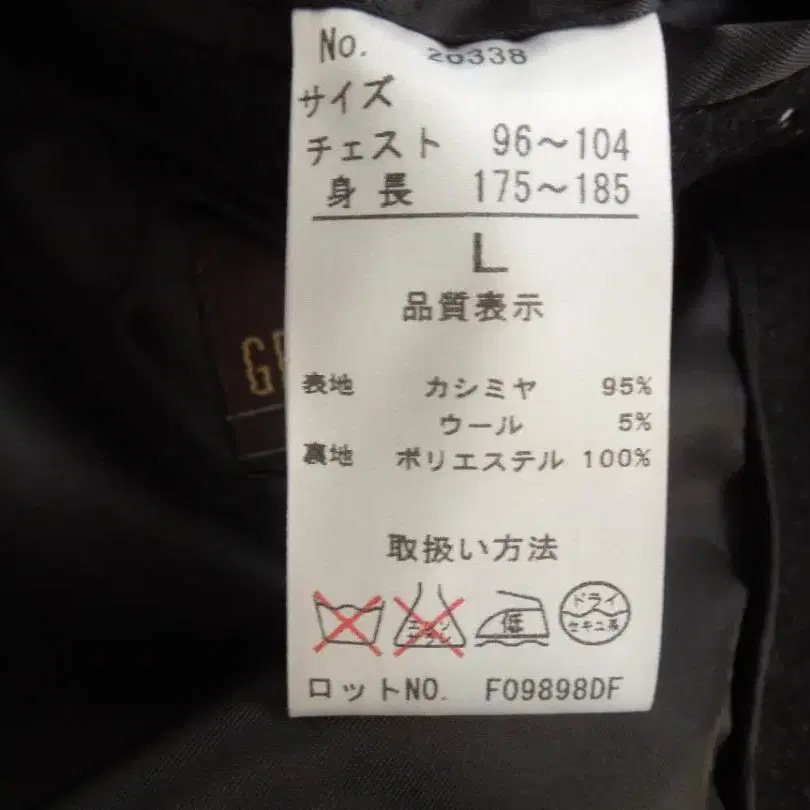 No. 20338
サイズ
チェスト 96～104
身長 175～185
L
品質表示
表地 カシミヤ 95%
ウール 5%
裏地 ポリエステル 100%
取扱い方法
低
ドライ
セキユ系
ロットNO. F09898DF